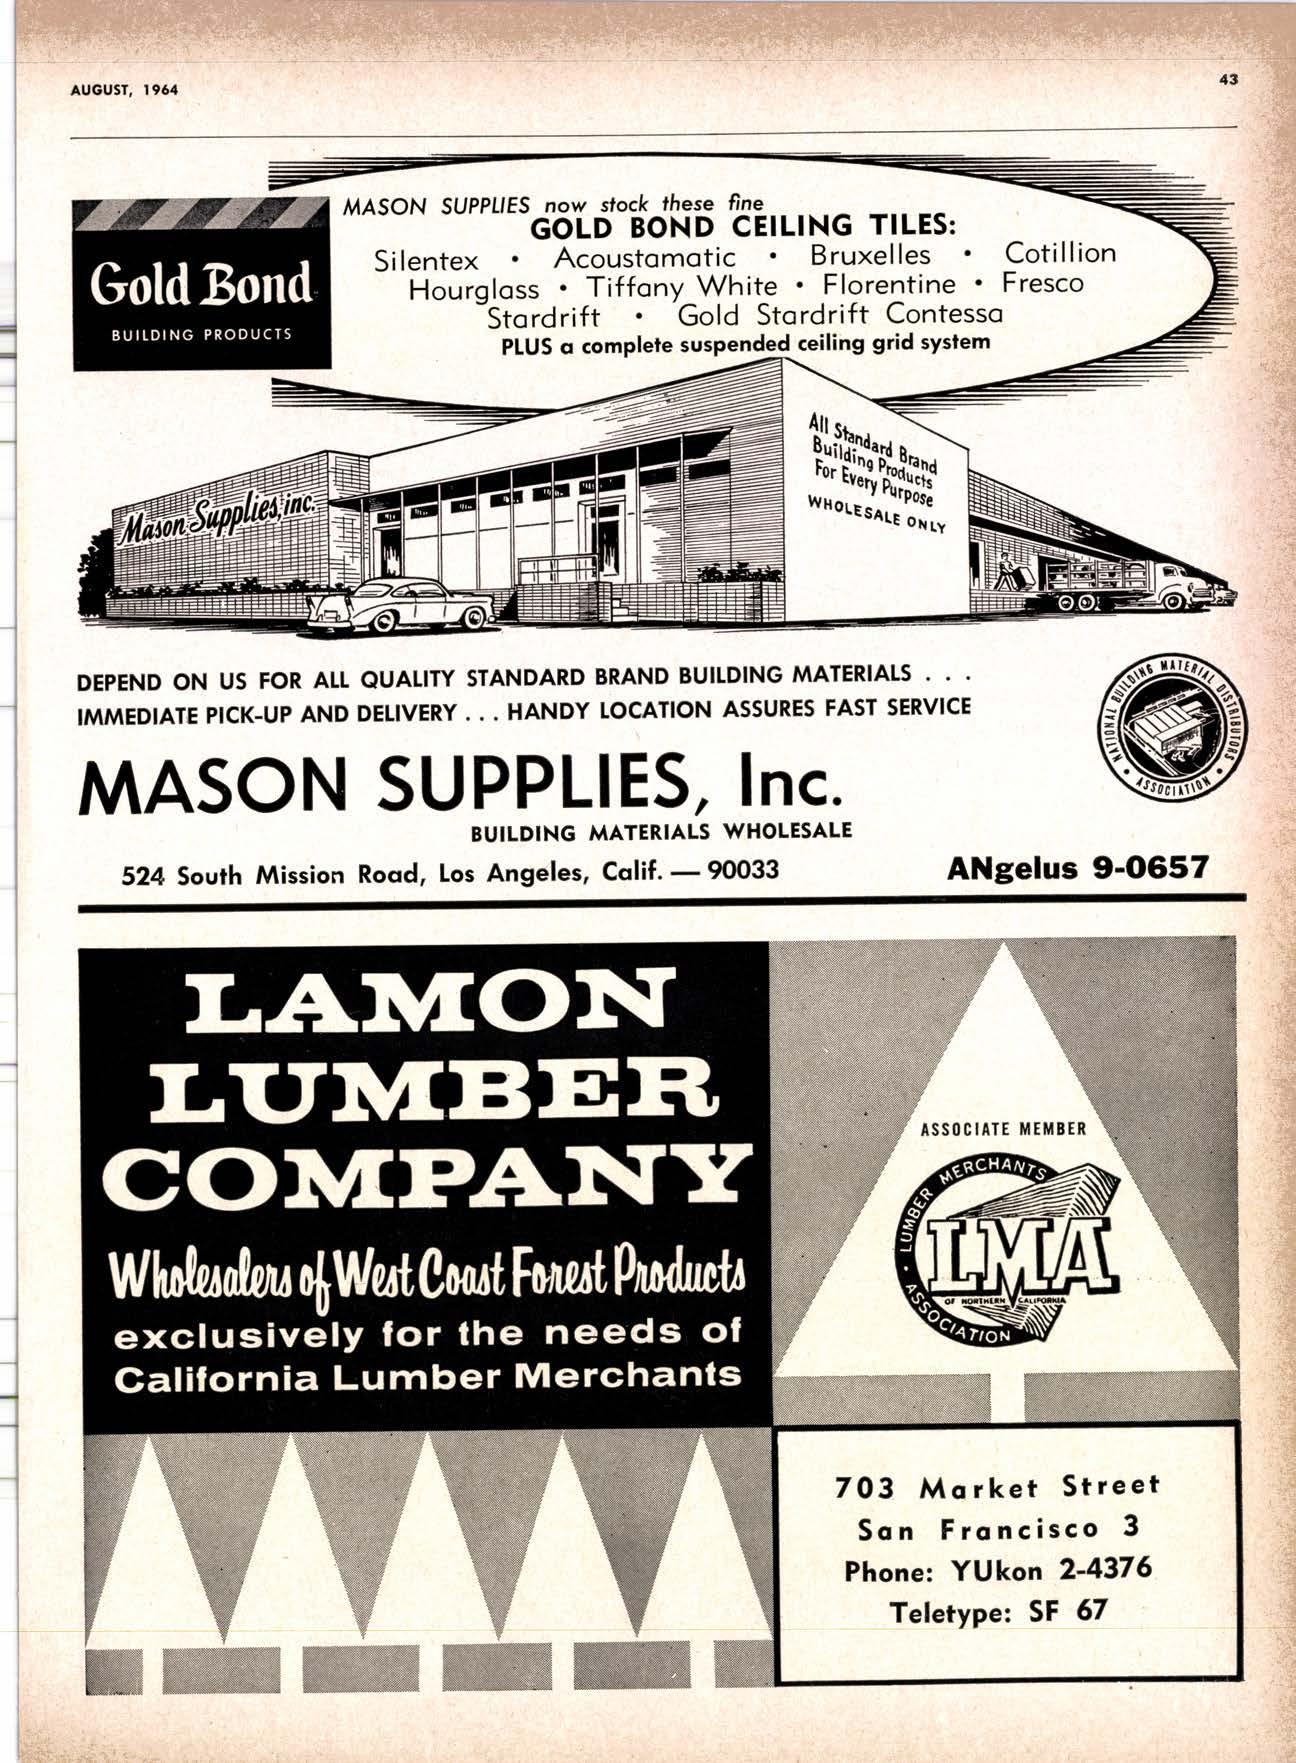 AUGUST, 1964
43
Gold Bond
BUILDING PRODUCTS
MASON SUPPLIES now stock these fine
GOLD BOND CEILING TILES:
Silentex • Acoustamatic • Bruxelles • Cotillion
Hourglass • Tiffany White • Florentine • Fresco
Stardrift • Gold Stardrift Contessa
PLUS a complete suspended ceiling grid system
Mason Supplies, inc.
All Standard Brand
Building Products
For Every Purpose
WHOLESALE ONLY
DEPEND ON US FOR ALL QUALITY STANDARD BRAND BUILDING MATERIALS . . .
IMMEDIATE PICK-UP AND DELIVERY . . . HANDY LOCATION ASSURES FAST SERVICE
NATIONAL BUILDING MATERIAL DISTRIBUTORS • ASSOCIATION •
MASON SUPPLIES, Inc.
BUILDING MATERIALS WHOLESALE
524 South Mission Road, Los Angeles, Calif. — 90033
ANgelus 9-0657
LAMON
LUMBER
COMPANY
Wholesalers of West Coast Forest Products
exclusively for the needs of
California Lumber Merchants
ASSOCIATE MEMBER
• LUMBER MERCHANTS
LMA
OF NORTHERN CALIFORNIA
ASSOCIATION
703 Market Street
San Francisco 3
Phone: YUkon 2-4376
Teletype: SF 67